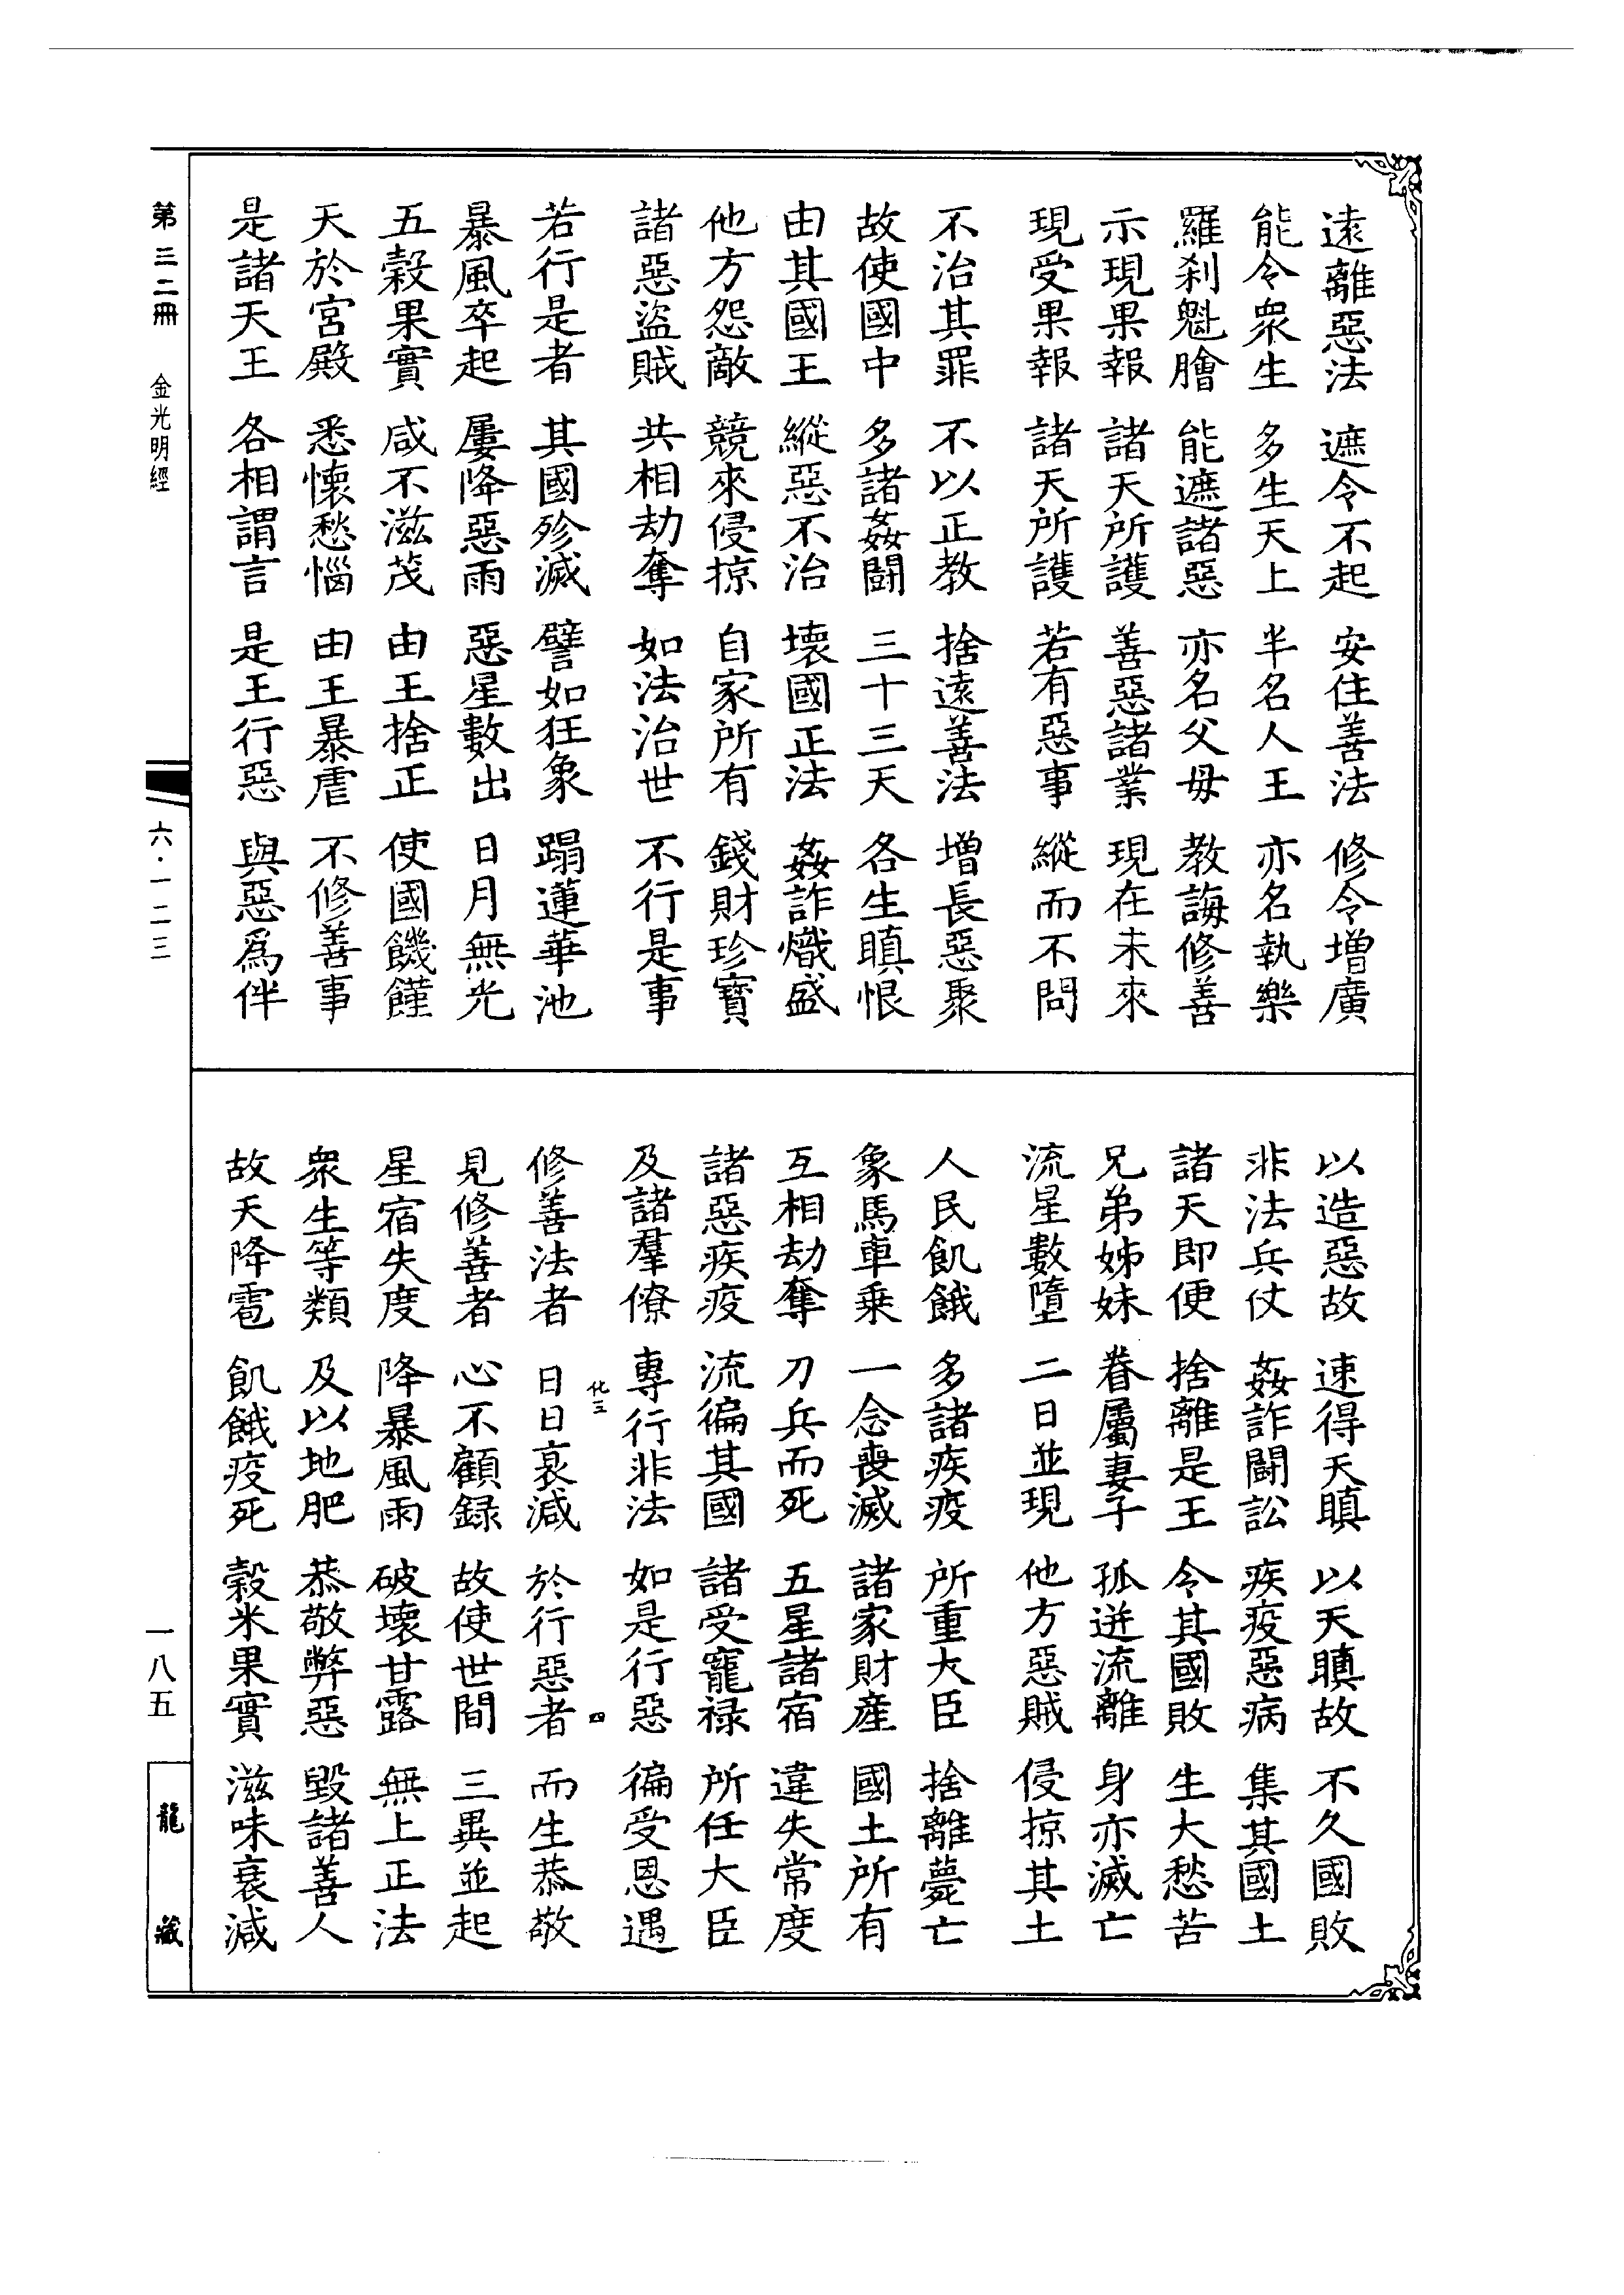 遠離惡法　遮令不起　安住善法　修令增廣
能令衆生　多生天上　半名人王　亦名執樂
羅刹魁膾　能遮諸惡　亦名父母　教誨修善
示現果報　諸天所護　善惡諸業　現在未來
現受果報　諸天所護　若有惡事　縱而不問
不治其罪　不以正教　捨遠善法　增長惡聚
故使國中　多諸姦鬪　三十三天　各生瞋恨
由其國王　縱惡不治　壞國正法　姦詐熾盛
他方怨敵　競來侵掠　自家所有　錢財珍寶
諸惡盜賊　共相劫奪　如法治世　不行是事
若行是者　其國殄滅　譬如狂象　蹋蓮華池
暴風卒起　屢降惡雨　惡星數出　日月無光
五穀果實　咸不滋茂　由王捨正　使國饑饉
天於宮殿　悉懷愁惱　由王暴虐　不修善事
是諸天王　各相謂言　是王行惡　與惡爲伴
以造惡故　速得天瞋　以天瞋故　不久國敗
非法兵仗　姦詐鬪訟　疾疫惡病　集其國土
諸天即便　捨離是王　令其國敗　生大愁苦
兄弟姊妹　眷屬妻子　孤迸流離　身亦滅亡
流星數墮　二日並現　他方惡賊　侵掠其土
人民飢餓　多諸疾疫　所重大臣　捨離薨亡
象馬車乗　一念喪滅　諸家財產　國土所有
互相劫奪　刀兵而死　五星諸宿　違失常度
諸惡疾疫　流徧其國　諸受寵禄　所任大臣
及諸羣僚　專行非法　如是行惡　徧受恩遇
化三　四
修善法者　日日衰減　於行惡者　而生恭敬
見修善者　心不顧録　故使世間　三異並起
星宿失度　降暴風雨　破壞甘露　無上正法
衆生等類　及以地肥　恭敬弊惡　毀諸善人
故天降雹　飢餓疫死　穀米果實　滋味衰減
第三二冊　金光明經
六·一二三
一八五
龍藏